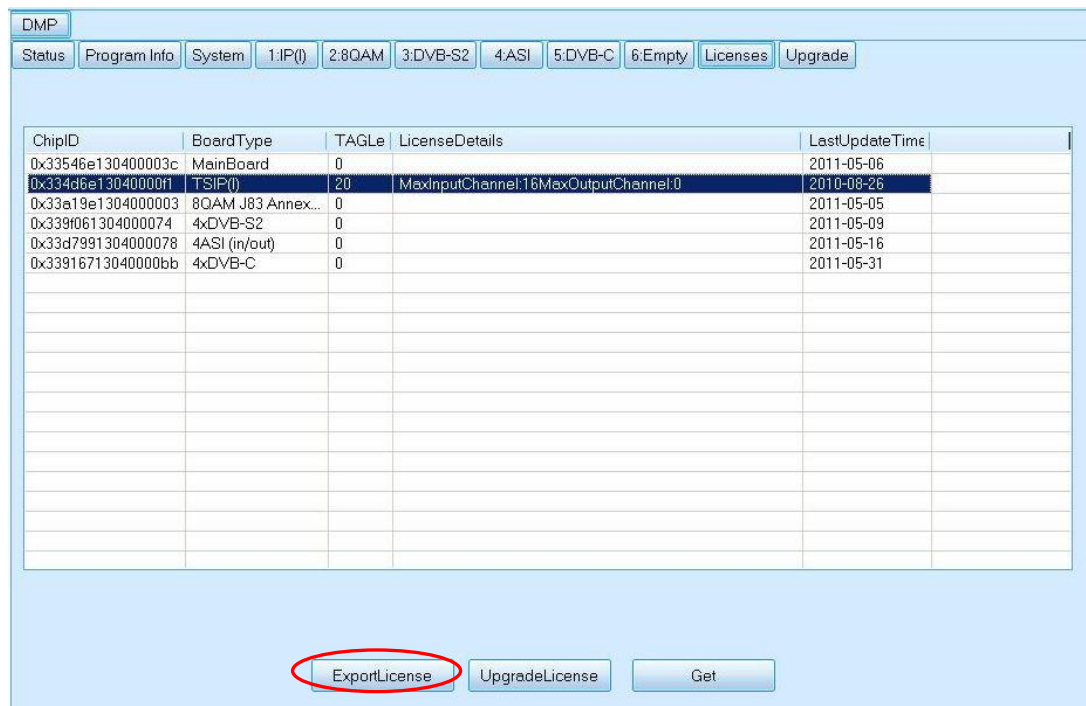 DMP
Status Program Info System 1:IP(I) 2:8QAM 3:DVB-S2 4:ASI 5:DVB-C 6:Empty Licenses Upgrade
ChipID BoardType TAGLe LicenseDetails LastUpdateTime
0x33546e130400003c MainBoard 0 2011-05-06
0x334d6e13040000f1 TSIP(I) 20 MaxInputChannel:16MaxOutputChannel:0 2010-08-26
0x33a19e1304000003 8QAM J83 Annex... 0 2011-05-05
0x339f061304000074 4xDVB-S2 0 2011-05-09
0x33d7991304000078 4ASI (in/out) 0 2011-05-16
0x33916713040000bb 4xDVB-C 0 2011-05-31
ExportLicense UpgradeLicense Get